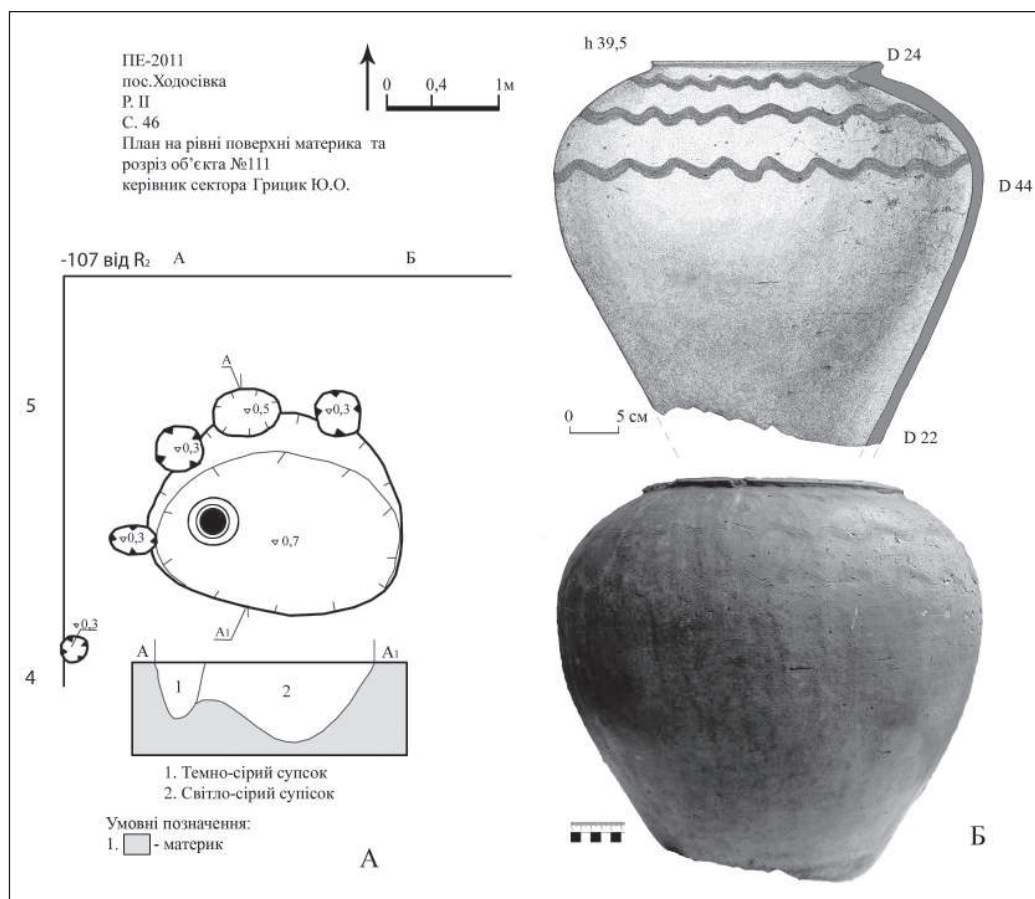 ПЕ-2011
пос.Ходосівка
Р. II
С. 46
План на рівні поверхні материка та
розріз об’єкта №111
керівник сектора Грицик Ю.О.
0 0,4 1м
-107 від R2 А Б
5
4
А
0,5
0,3
0,3
0,3
0,7
0,3
А1
А А1
1 2
1. Темно-сірий супсок
2. Світло-сірий супісок
Умовні позначення:
1. - материк
А
h 39,5
D 24
D 44
0 5 см
D 22
Б